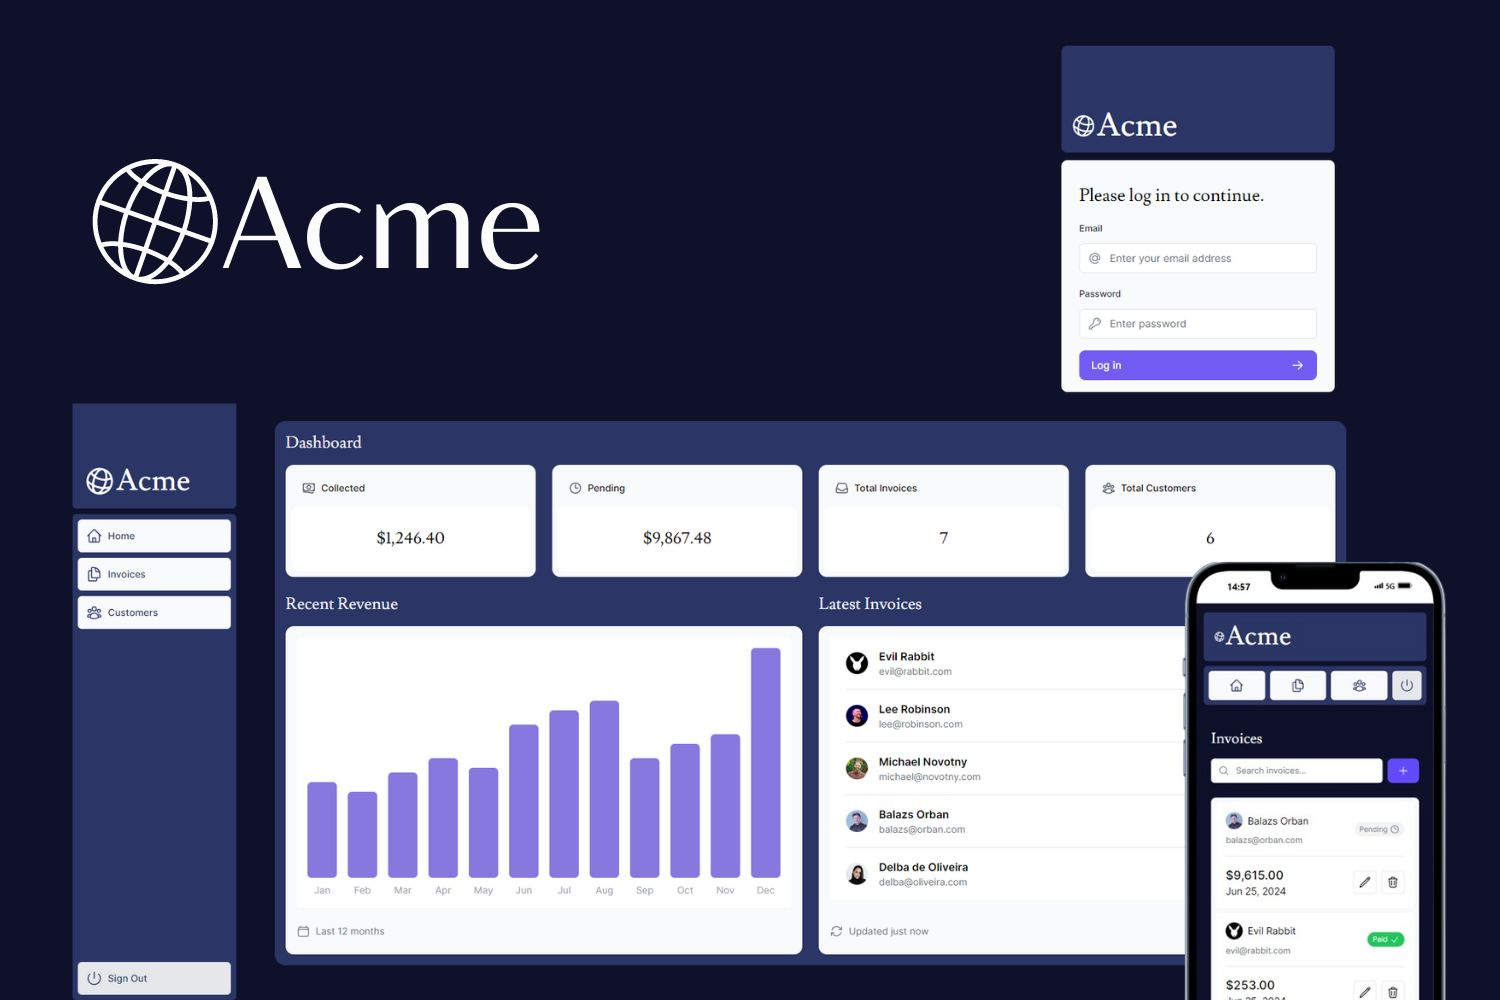 Acme
Acme
Please log in to continue.
Email
Enter your email address
Password
Enter password
Log in
Acme
Home
Invoices
Customers
Sign Out
Dashboard
Collected
$1,246.40
Pending
$9,867.48
Total Invoices
7
Total Customers
6
Recent Revenue
Jan Feb Mar Apr May Jun Jul Aug Sep Oct Nov Dec
Last 12 months
Latest Invoices
Evil Rabbit
evil@rabbit.com
Lee Robinson
lee@robinson.com
Michael Novotny
michael@novotny.com
Balazs Orban
balazs@orban.com
Delba de Oliveira
delba@oliveira.com
Updated just now
14:57 5G
Acme
Invoices
Search invoices...
Balazs Orban
Pending
balazs@orban.com
$9,615.00
Jun 25, 2024
Evil Rabbit
Paid
evil@rabbit.com
$253.00
Jun 25, 2024